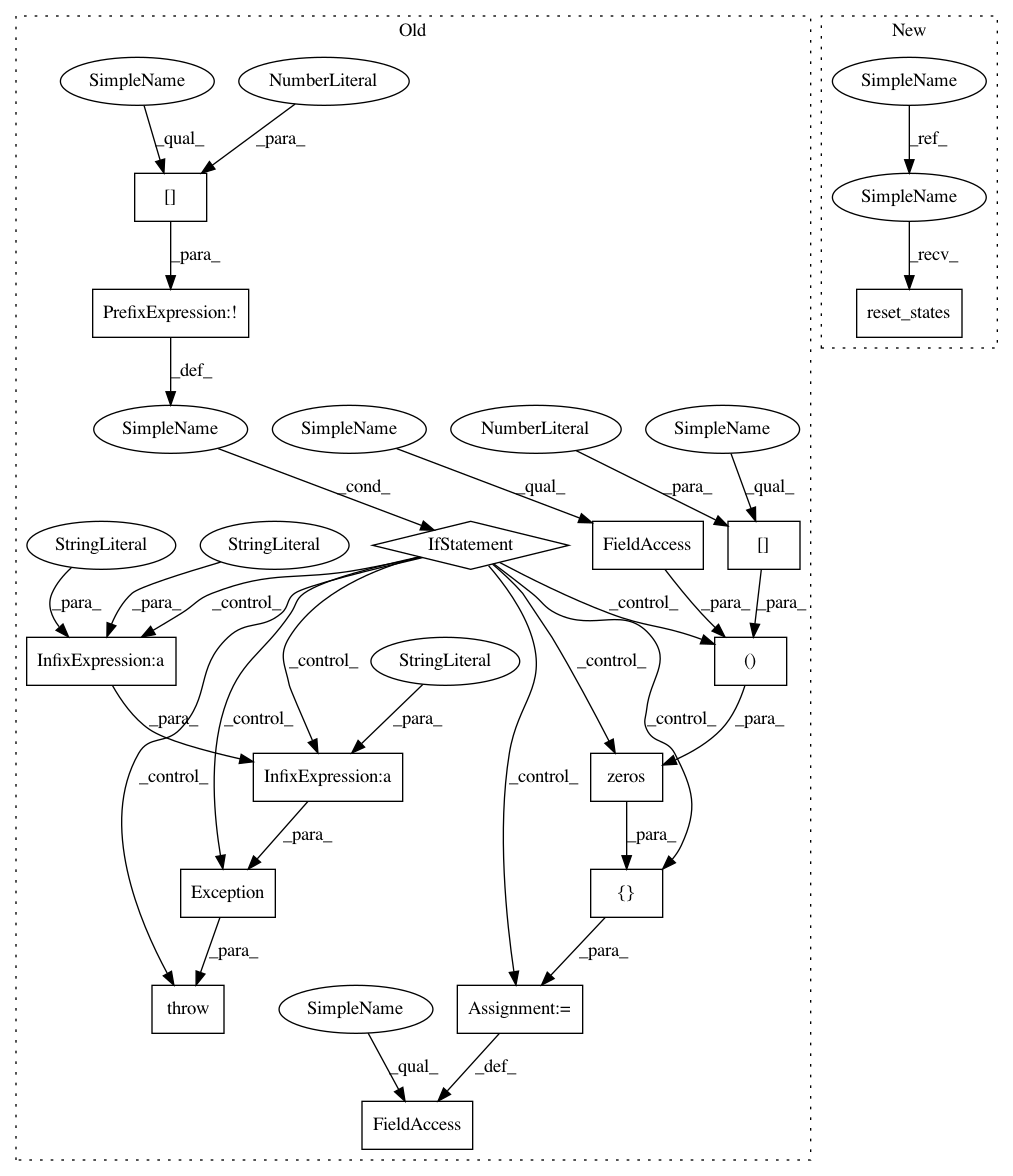 Old
New
SimpleName
NumberLiteral
SimpleName
_qual_
_para_
_ref_
[]
SimpleName
_para_
_recv_
PrefixExpression:!
reset_states
_def_
SimpleName
SimpleName
NumberLiteral
SimpleName
_cond_
_qual_
_para_
_qual_
StringLiteral
StringLiteral
IfStatement
FieldAccess
[]
_para_
_para_
_control_
_control_
_para_
_para_
InfixExpression:a
_control_
StringLiteral
_control_
()
_para_
_control_
_para_
_control_
_para_
_control_
_control_
InfixExpression:a
zeros
_para_
_para_
Exception
{}
_para_
_para_
throw
SimpleName
Assignment:=
_qual_
_def_
FieldAccess